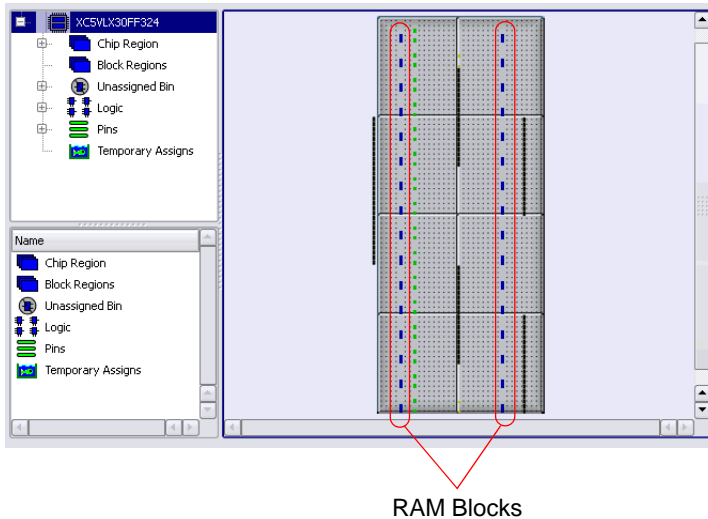 XC5VLX30FF324
Chip Region
Block Regions
Unassigned Bin
Logic
Pins
Temporary Assigns
Name
Chip Region
Block Regions
Unassigned Bin
Logic
Pins
Temporary Assigns
RAM Blocks